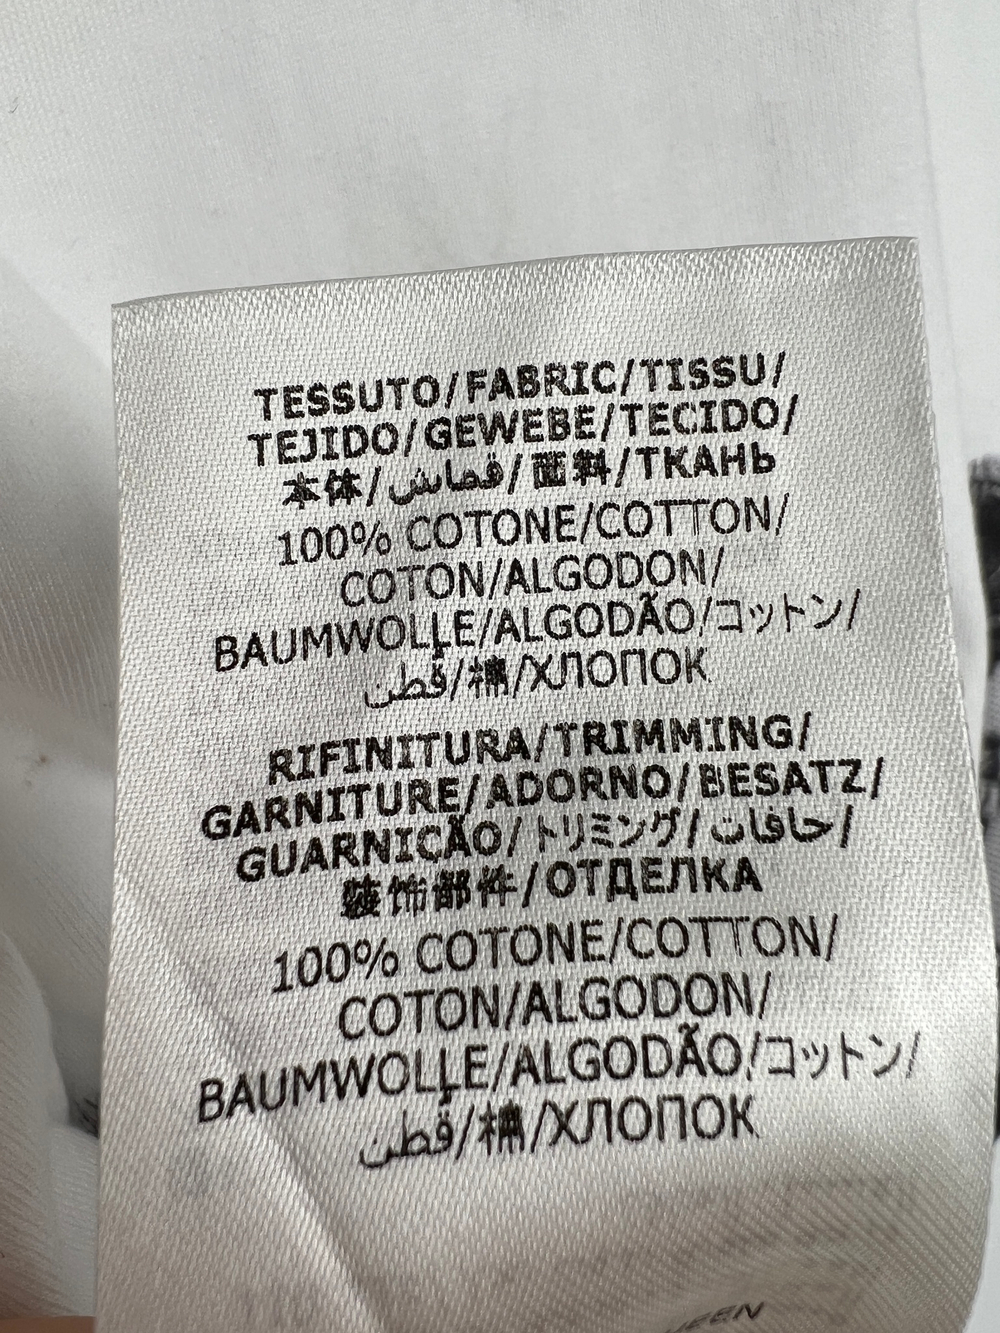 TESSUTO/FABRIC/TISSU/
TEJIDO/GEWEBE/TECIDO/
本体/قماش/面料/ТКАНЬ
100% COTONE/COTTON/
COTON/ALGODON/
BAUMWOLLE/ALGODÃO/コットン/
قطن/棉/ХЛОПОК
RIFINITURA/TRIMMING/
GARNITURE/ADORNO/BESATZ/
GUARNICÃO/トリミング/حافات/
装饰部件/ОТДЕЛКА
100% COTONE/COTTON/
COTON/ALGODON/
BAUMWOLLE/ALGODÃO/コットン/
قطن/棉/ХЛОПОК